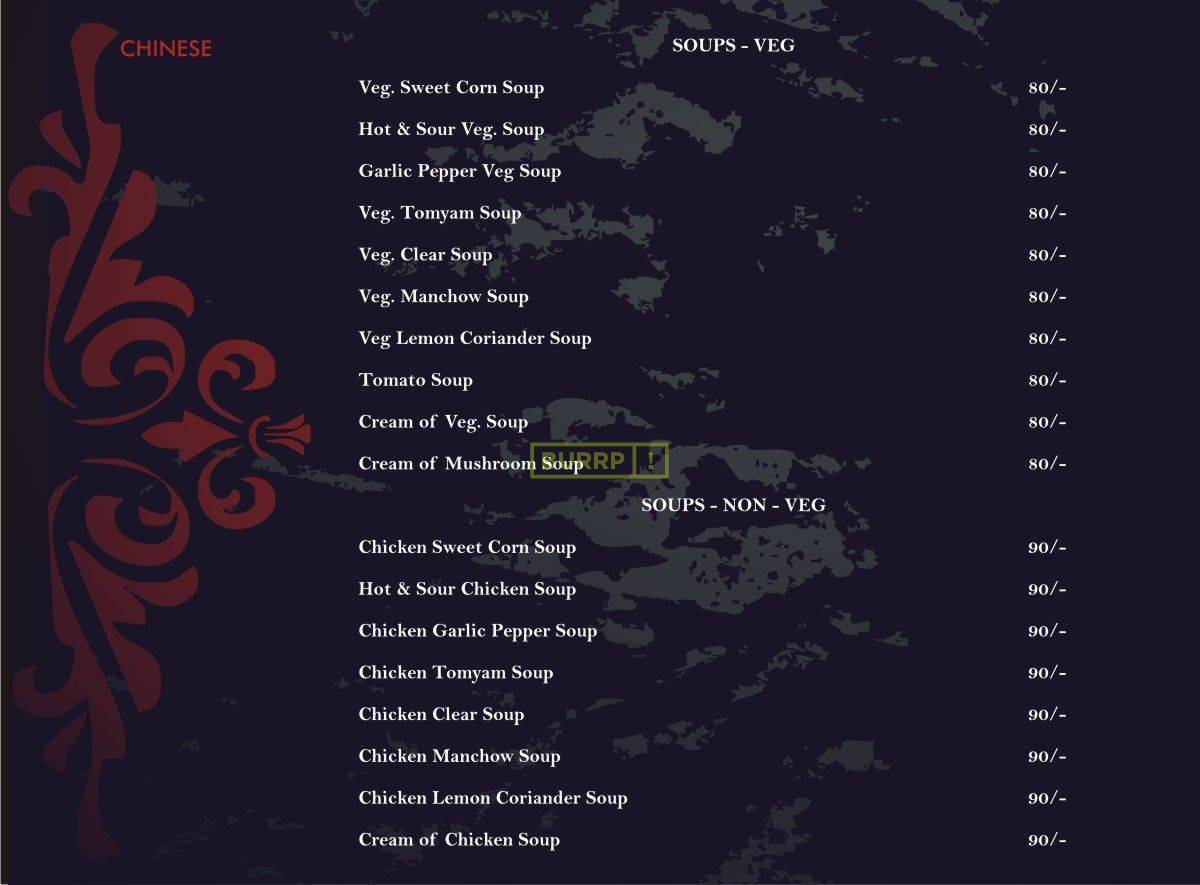 CHINESE
SOUPS - VEG
Veg. Sweet Corn Soup 80/-
Hot & Sour Veg. Soup 80/-
Garlic Pepper Veg Soup 80/-
Veg. Tomyam Soup 80/-
Veg. Clear Soup 80/-
Veg. Manchow Soup 80/-
Veg Lemon Coriander Soup 80/-
Tomato Soup 80/-
Cream of Veg. Soup 80/-
Cream of Mushroom Soup 80/-
BURRP!
SOUPS - NON - VEG
Chicken Sweet Corn Soup 90/-
Hot & Sour Chicken Soup 90/-
Chicken Garlic Pepper Soup 90/-
Chicken Tomyam Soup 90/-
Chicken Clear Soup 90/-
Chicken Manchow Soup 90/-
Chicken Lemon Coriander Soup 90/-
Cream of Chicken Soup 90/-